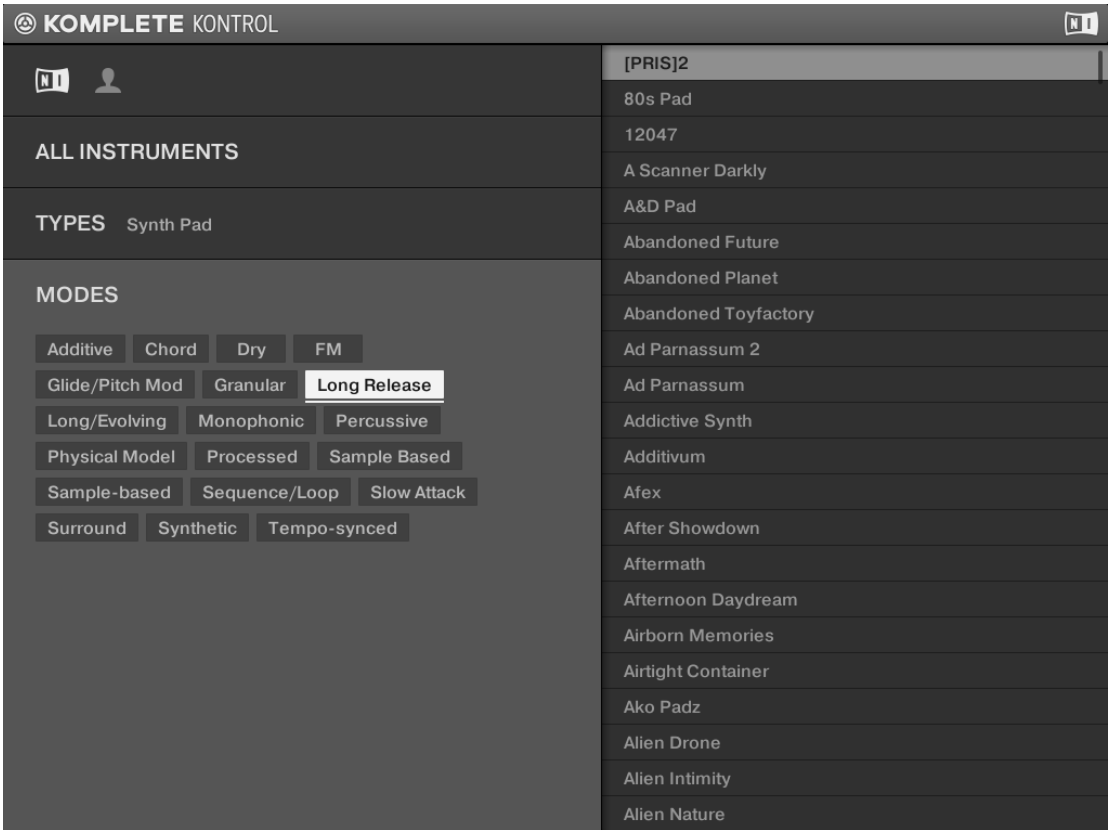 KOMPLETE KONTROL
NI
NI
ALL INSTRUMENTS
TYPES Synth Pad
MODES
Additive Chord Dry FM
Glide/Pitch Mod Granular Long Release
Long/Evolving Monophonic Percussive
Physical Model Processed Sample Based
Sample-based Sequence/Loop Slow Attack
Surround Synthetic Tempo-synced
[PRIS]2
80s Pad
12047
A Scanner Darkly
A&D Pad
Abandoned Future
Abandoned Planet
Abandoned Toyfactory
Ad Parnassum 2
Ad Parnassum
Addictive Synth
Additivum
Afex
After Showdown
Aftermath
Afternoon Daydream
Airborn Memories
Airtight Container
Ako Padz
Alien Drone
Alien Intimity
Alien Nature